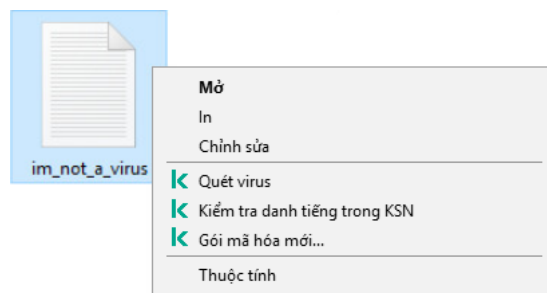 im_not_a_virus
Mở
In
Chỉnh sửa
Quét virus
Kiểm tra danh tiếng trong KSN
Gói mã hóa mới...
Thuộc tính